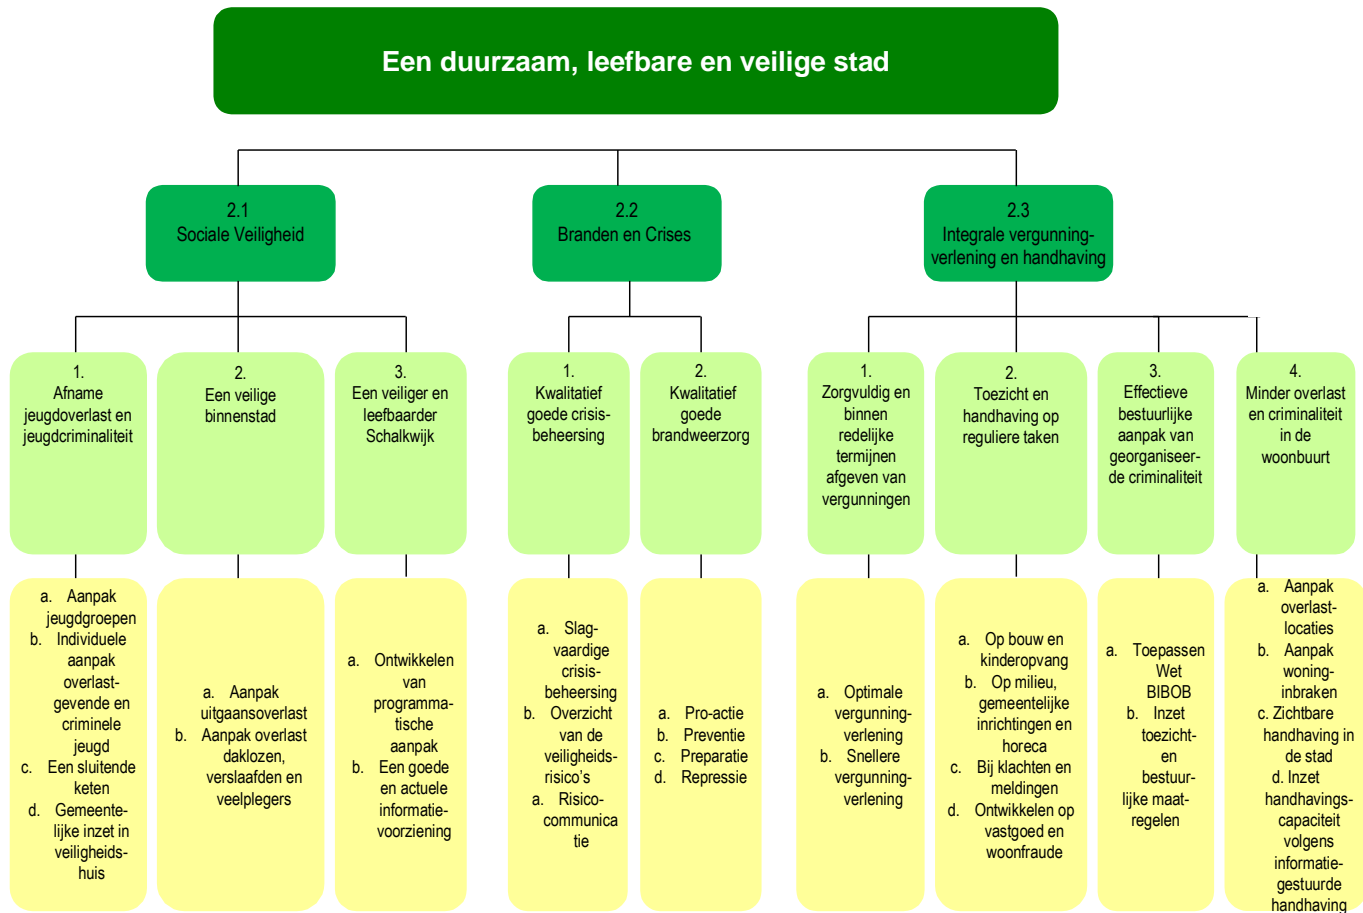 Een duurzaam, leefbare en veilige stad
2.1
Sociale Veiligheid
2.2
Branden en Crises
2.3
Integrale vergunning-
verlening en handhaving
1.
Afname
jeugdoverlast en
jeugdcriminaliteit
2.
Een veilige
binnenstad
3.
Een veiliger en
leefbaarder
Schalkwijk
1.
Kwalitatief
goede crisis-
beheersing
2.
Kwalitatief
goede
brandweerzorg
1.
Zorgvuldig en
binnen
redelijke
termijnen
afgeven van
vergunningen
2.
Toezicht en
handhaving op
reguliere taken
3.
Effectieve
bestuurlijke
aanpak van
georganiseer-
de criminaliteit
4.
Minder overlast
en criminaliteit
in de
woonbuurt
a. Aanpak
jeugdgroepen
b. Individuele
aanpak
overlast-
gevende en
criminele
jeugd
c. Een sluitende
keten
d. Gemeente-
lijke inzet in
veiligheids-
huis
a. Aanpak
uitgaansoverlast
b. Aanpak overlast
daklozen,
verslaafden en
veelplegers
a. Ontwikkelen
van
programma-
tische
aanpak
b. Een goede
en actuele
informatie-
voorziening
a. Slag-
vaardige
crisis-
beheersing
b. Overzicht
van de
veiligheids-
risico's
a. Risico-
communica
tie
a. Pro-actie
b. Preventie
c. Preparatie
d. Repressie
a. Optimale
vergunning-
verlening
b. Snellere
vergunning-
verlening
a. Op bouw en
kinderopvang
b. Op milieu,
gemeentelijke
inrichtingen en
horeca
c. Bij klachten en
meldingen
d. Ontwikkelen op
vastgoed en
woonfraude
a. Toepassen
Wet
BIBOB
b. Inzet
toezicht-
en
bestuur-
lijke maat-
regelen
a. Aanpak
overlast-
locaties
b. Aanpak
woning-
inbraken
c. Zichtbare
handhaving in
de stad
d. Inzet
handhavings-
capaciteit
volgens
informatie-
gestuurde
handhaving